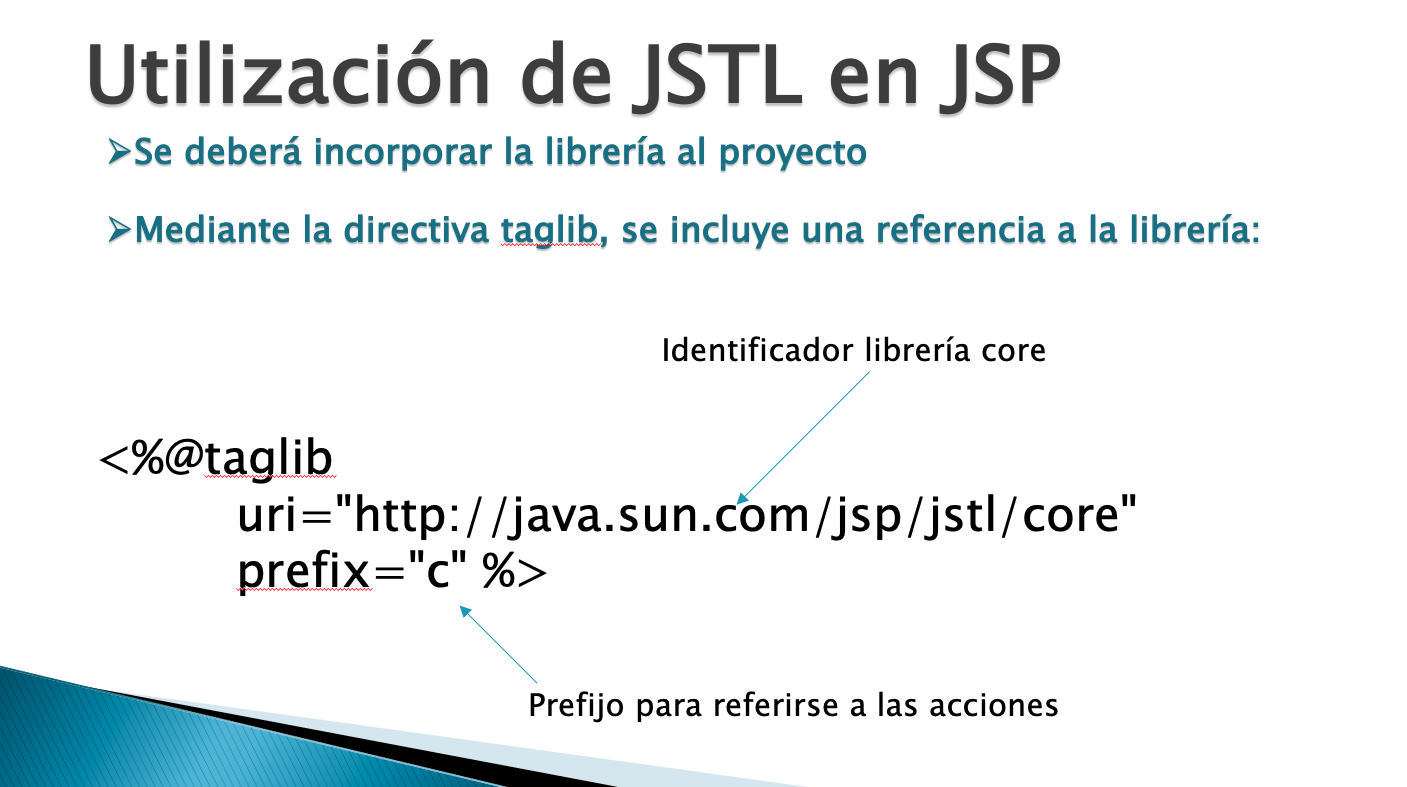 Utilización de JSTL en JSP
➢Se deberá incorporar la librería al proyecto
➢Mediante la directiva taglib, se incluye una referencia a la librería:
Identificador librería core
<%@taglib
uri="http://java.sun.com/jsp/jstl/core"
prefix="c" %>
Prefijo para referirse a las acciones